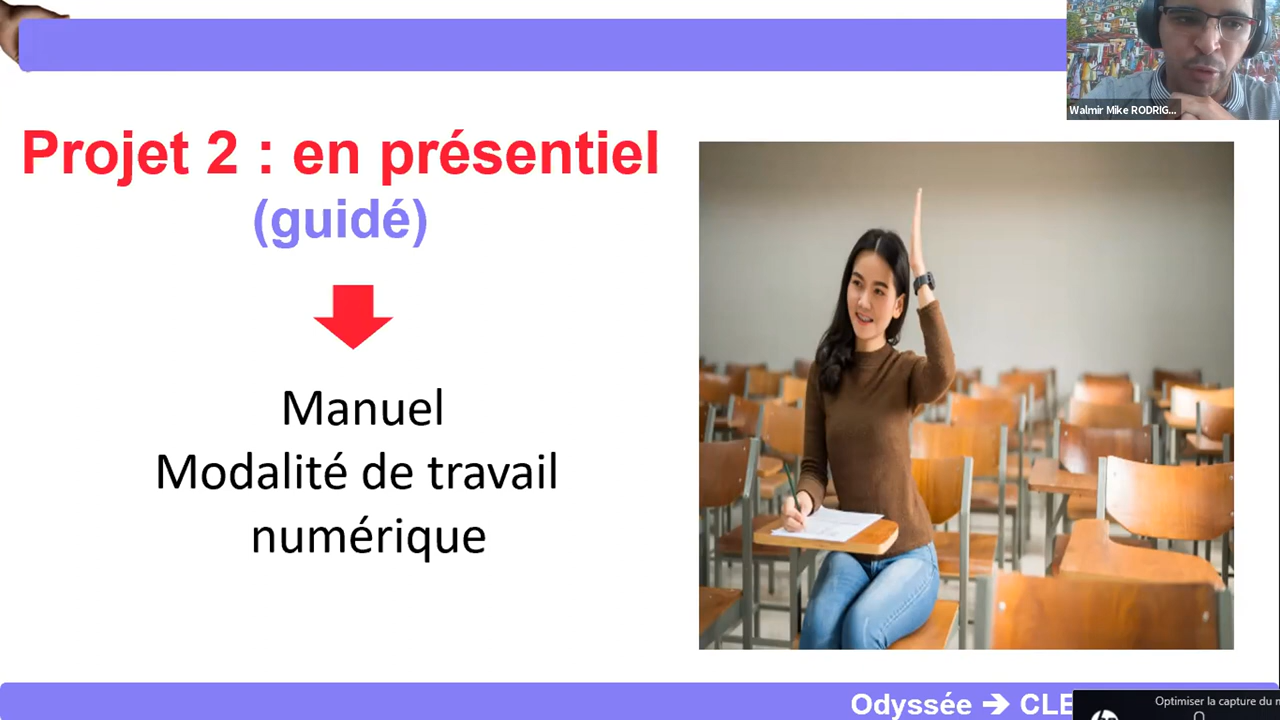 Walmir Mike RODRIG...
Projet 2 : en présentiel
(guidé)
Manuel
Modalité de travail
numérique
Odyssée → CLE
Optimiser la capture du